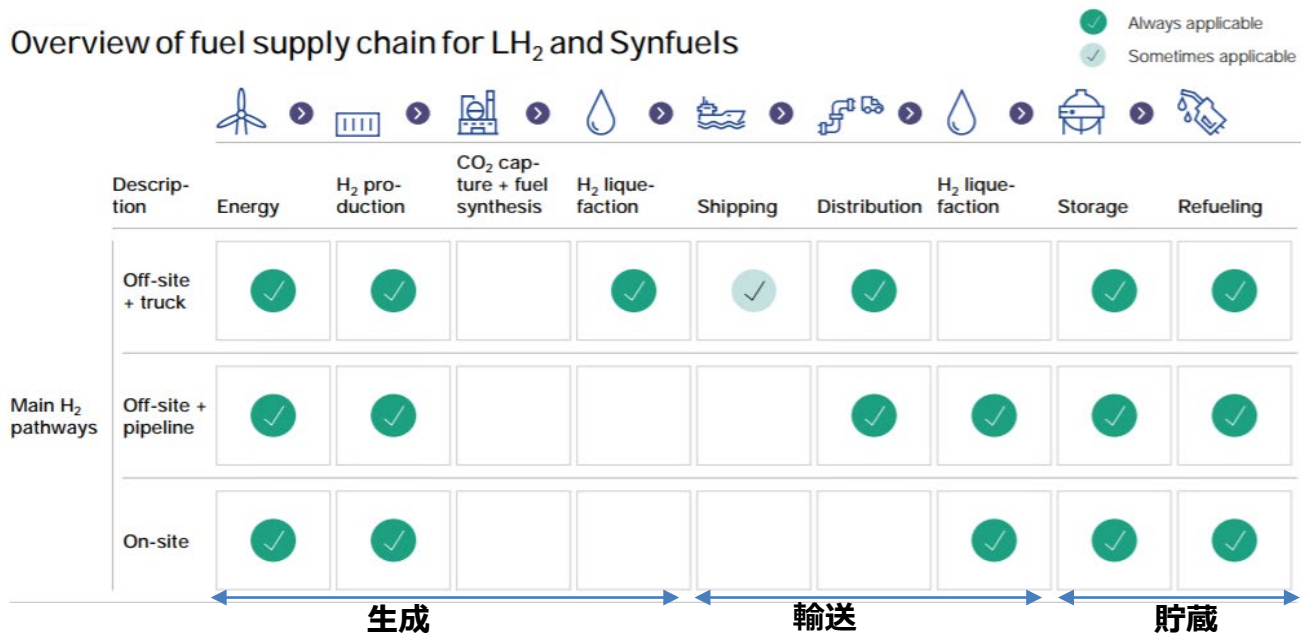 Overview of fuel supply chain for LH₂ and Synfuels
Always applicable
Sometimes applicable
Descrip-
tion
Energy
H₂ pro-
duction
CO₂ cap-
ture + fuel
synthesis
H₂ lique-
faction
Shipping
Distribution
H₂ lique-
faction
Storage
Refueling
Main H₂
pathways
Off-site
+ truck
Off-site +
pipeline
On-site
生成
輸送
貯蔵